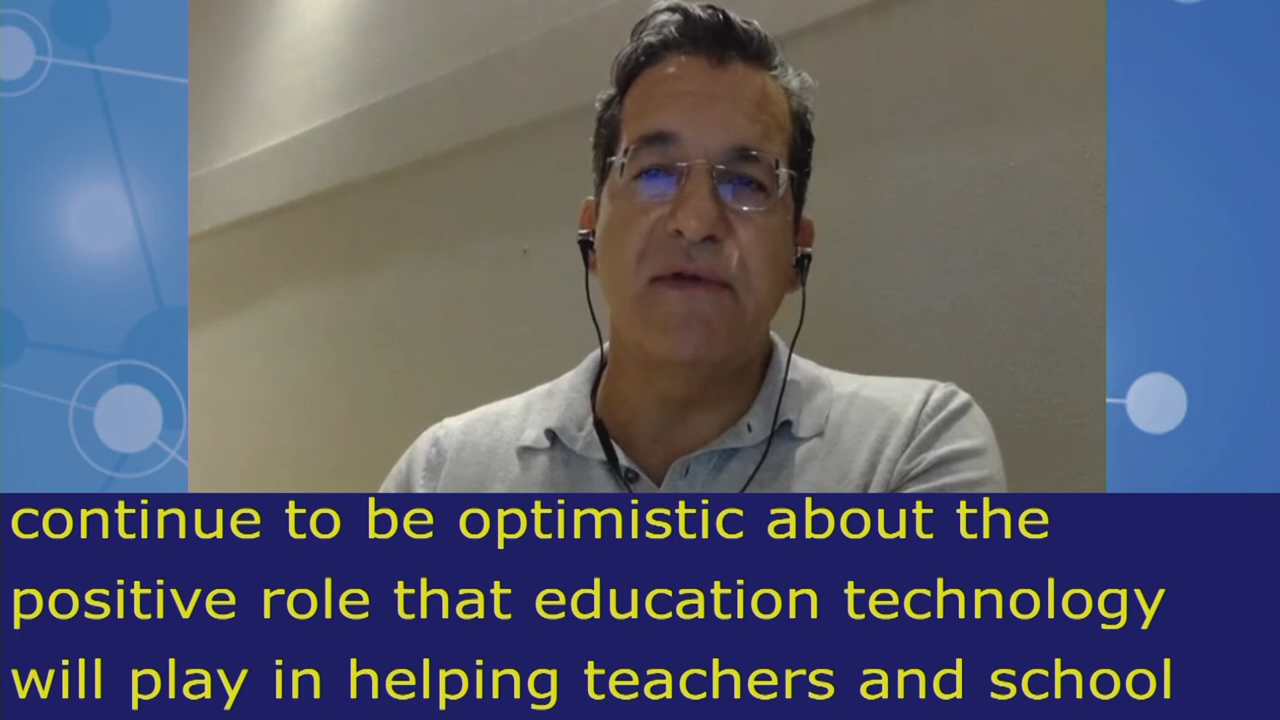 continue to be optimistic about the
positive role that education technology
will play in helping teachers and school